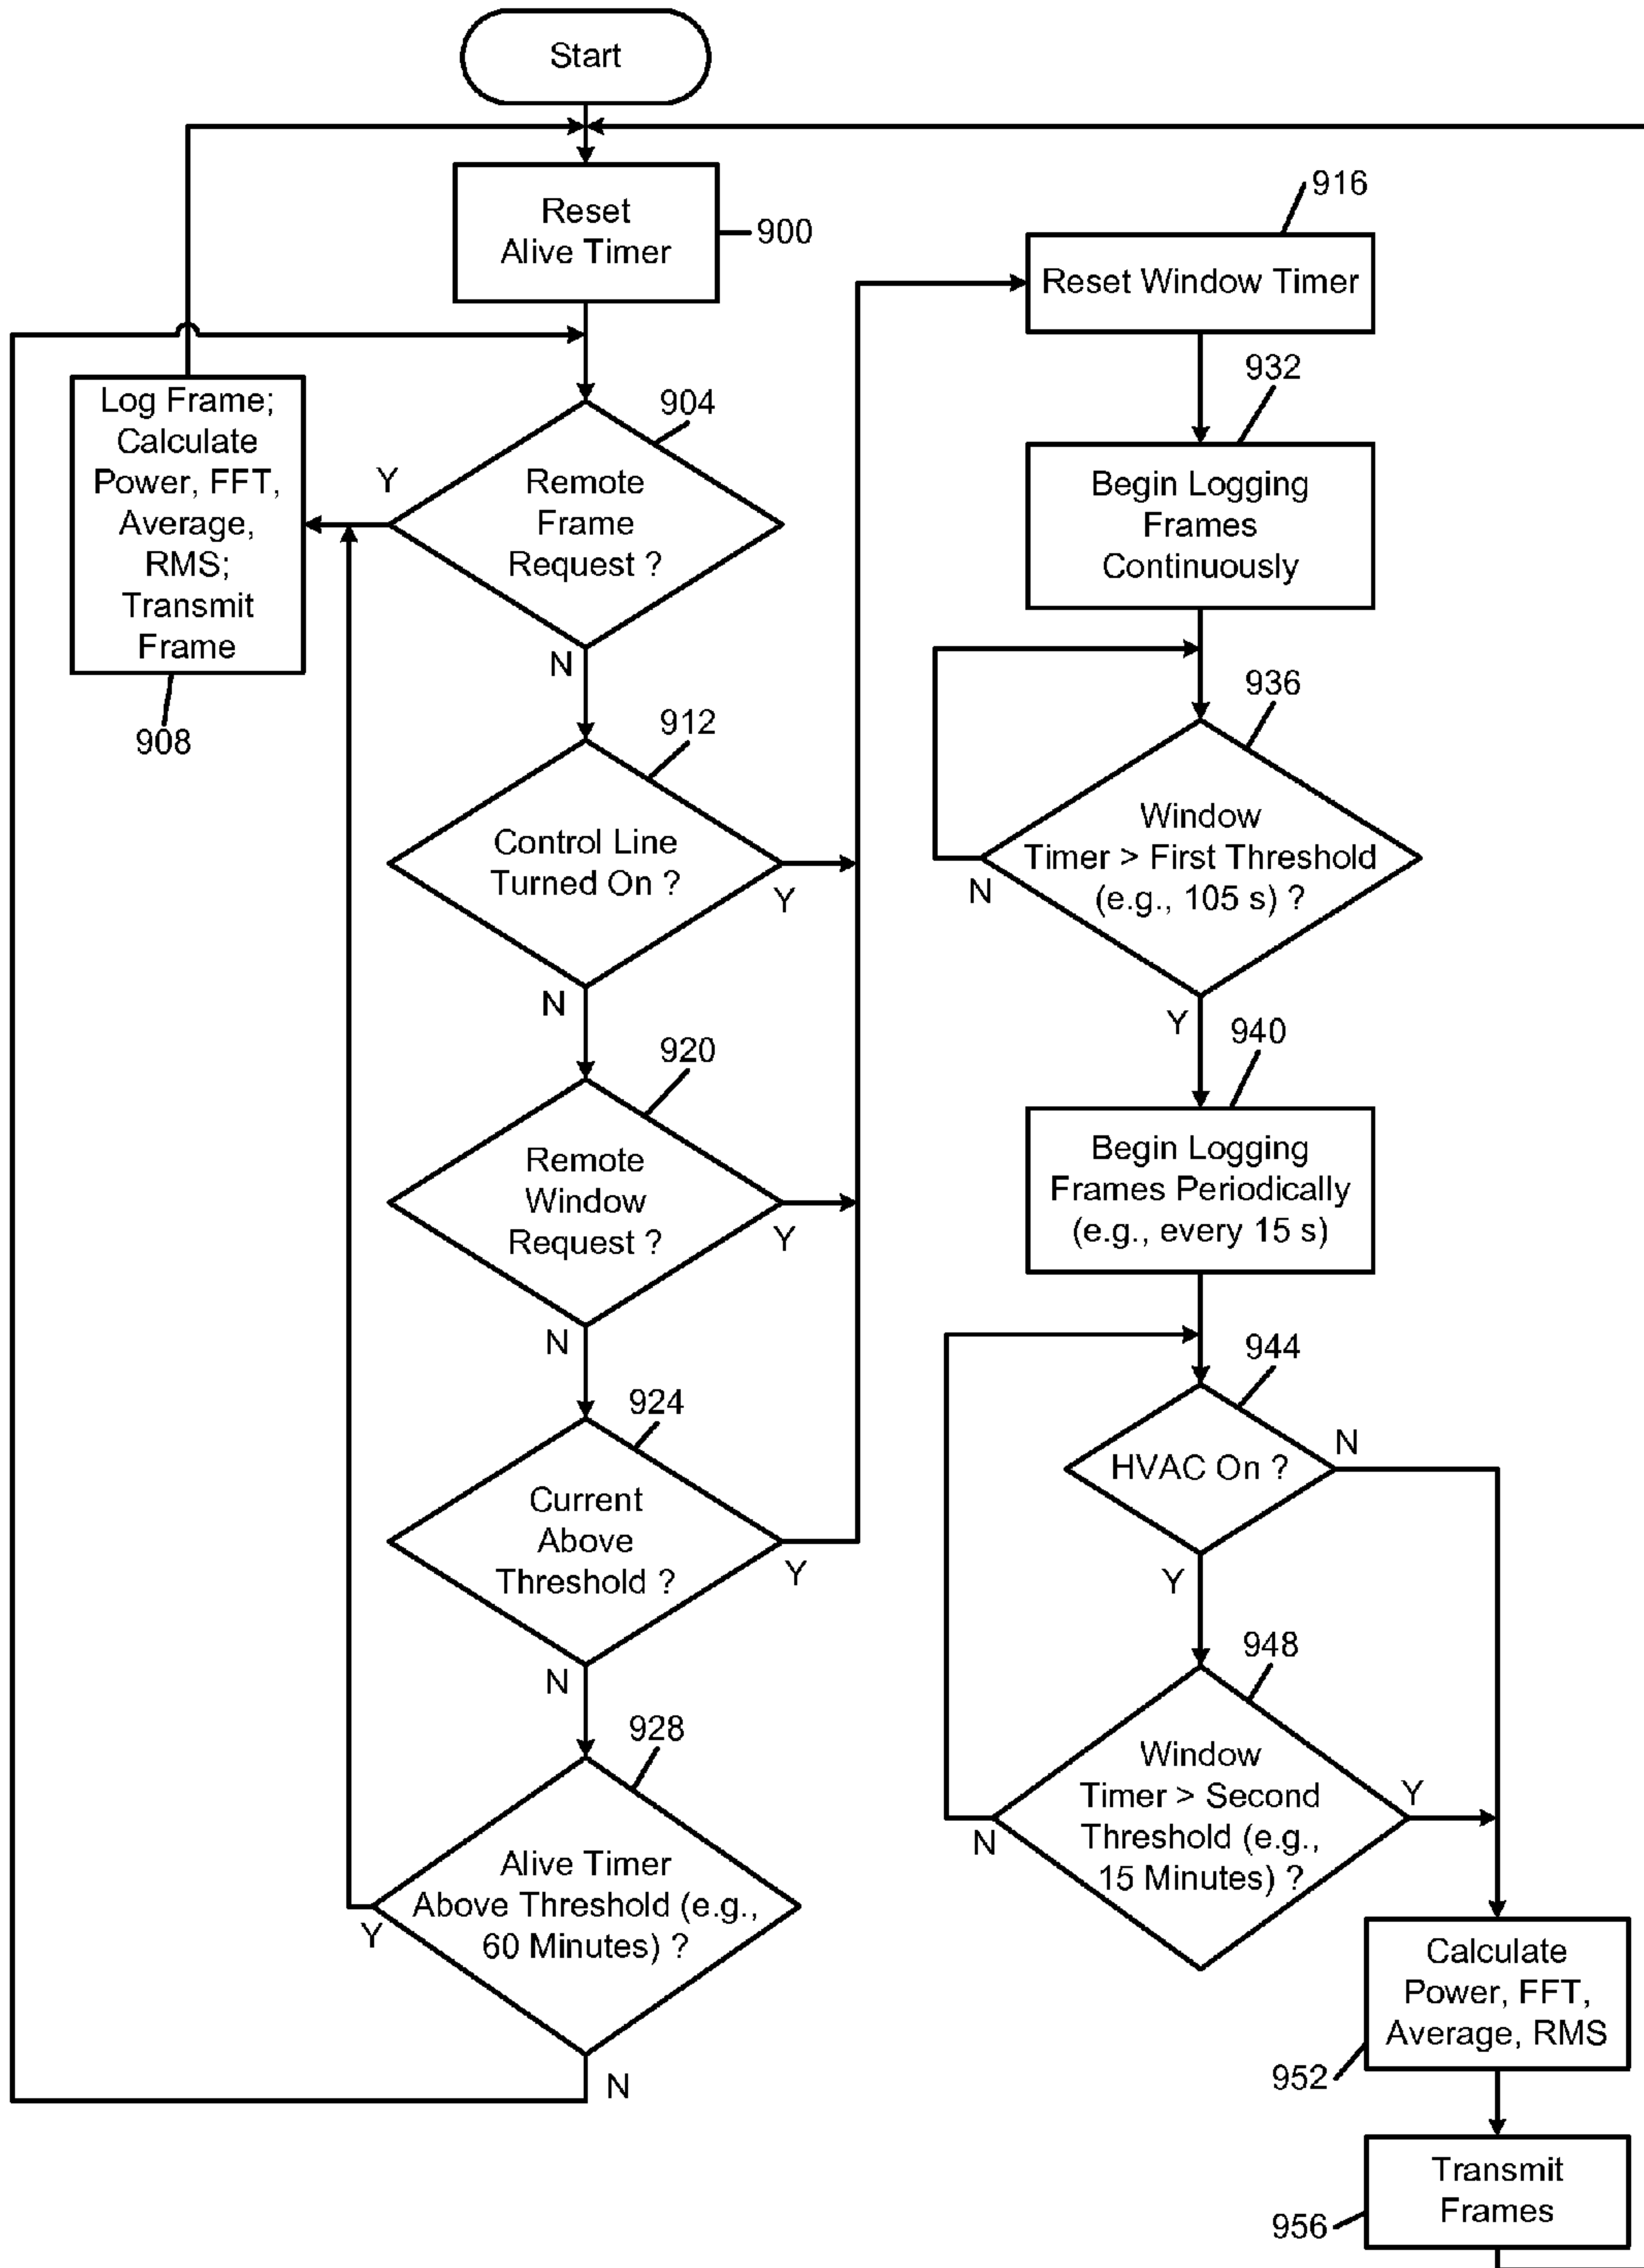 Start
Reset
Alive Timer
900
Log Frame;
Calculate
Power, FFT,
Average,
RMS;
Transmit
Frame
908
904
Y
Remote
Frame
Request ?
N
912
Control Line
Turned On ?
Y
N
920
Remote
Window
Request ?
Y
N
924
Current
Above
Threshold ?
Y
N
928
Alive Timer
Above Threshold (e.g.,
60 Minutes) ?
Y
N
916
Reset Window Timer
932
Begin Logging
Frames
Continuously
936
Window
Timer > First Threshold
(e.g., 105 s) ?
N
Y
940
Begin Logging
Frames Periodically
(e.g., every 15 s)
944
HVAC On ?
N
Y
948
Window
Timer > Second
Threshold (e.g.,
15 Minutes) ?
Y
N
Calculate
Power, FFT,
Average, RMS
952
Transmit
Frames
956